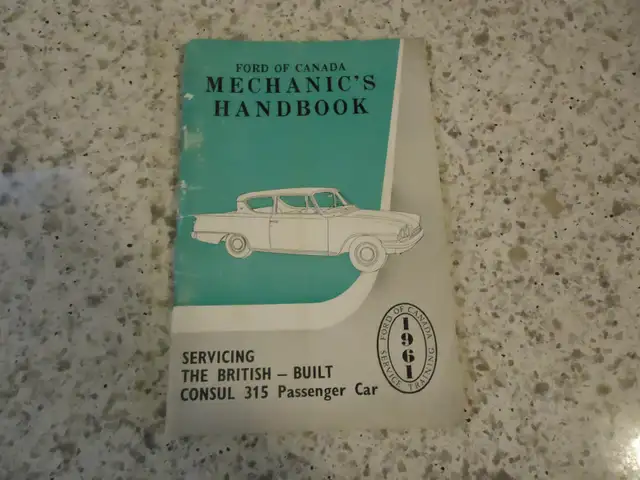 FORD OF CANADA
MECHANIC'S
HANDBOOK
SERVICING
THE BRITISH – BUILT
CONSUL 315 Passenger Car
FORD OF CANADA
1961
SERVICE TRAINING